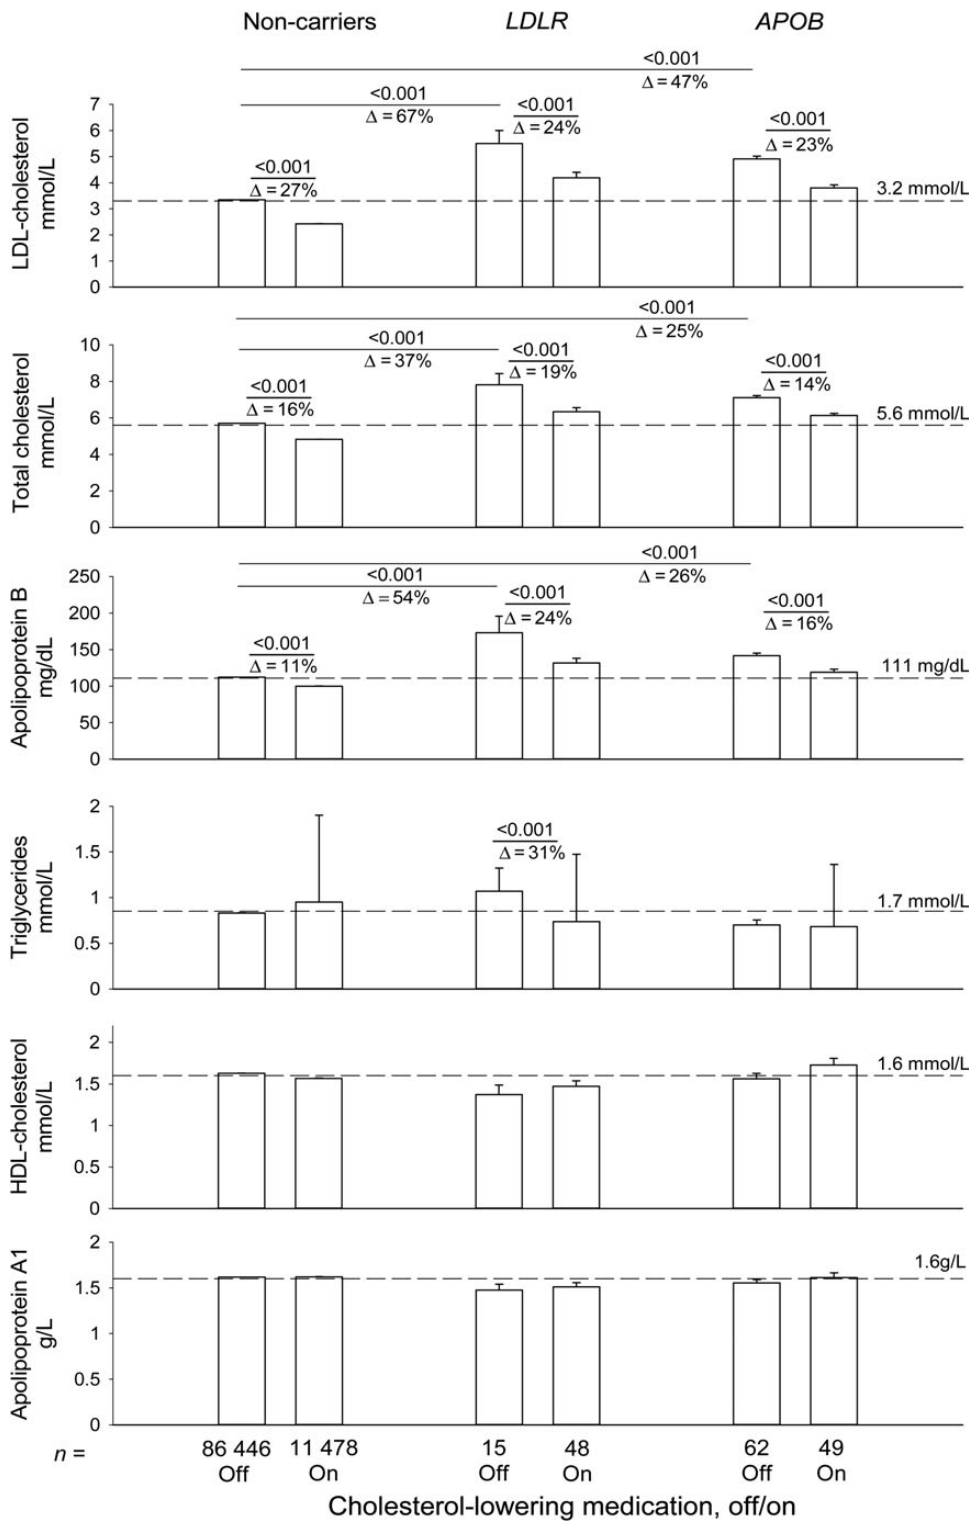 Non-carriers LDLR APOB
<0.001
Δ = 47%
<0.001
Δ = 67%
<0.001
Δ = 24%
<0.001
Δ = 23%
<0.001
Δ = 27%
LDL-cholesterol
mmol/L
7
6
5
4
3
2
1
0
3.2 mmol/L
<0.001
Δ = 25%
<0.001
Δ = 37%
<0.001
Δ = 19%
<0.001
Δ = 14%
<0.001
Δ = 16%
Total cholesterol
mmol/L
10
8
6
4
2
0
5.6 mmol/L
<0.001
Δ = 26%
<0.001
Δ = 54%
<0.001
Δ = 24%
<0.001
Δ = 16%
<0.001
Δ = 11%
Apolipoprotein B
mg/dL
250
200
150
100
50
0
111 mg/dL
Triglycerides
mmol/L
2
1.5
1
0.5
0
<0.001
Δ = 31%
1.7 mmol/L
HDL-cholesterol
mmol/L
2
1.5
1
0.5
0
1.6 mmol/L
Apolipoprotein A1
g/L
2
1.5
1
0.5
0
1.6g/L
n = 86 446 11 478 15 48 62 49
Off On Off On Off On
Cholesterol-lowering medication, off/on